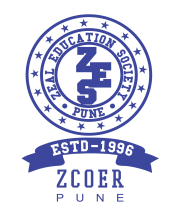 ZEAL EDUCATION SOCIETY
ZES
PUNE
ESTD-1996
ZCOER
PUNE